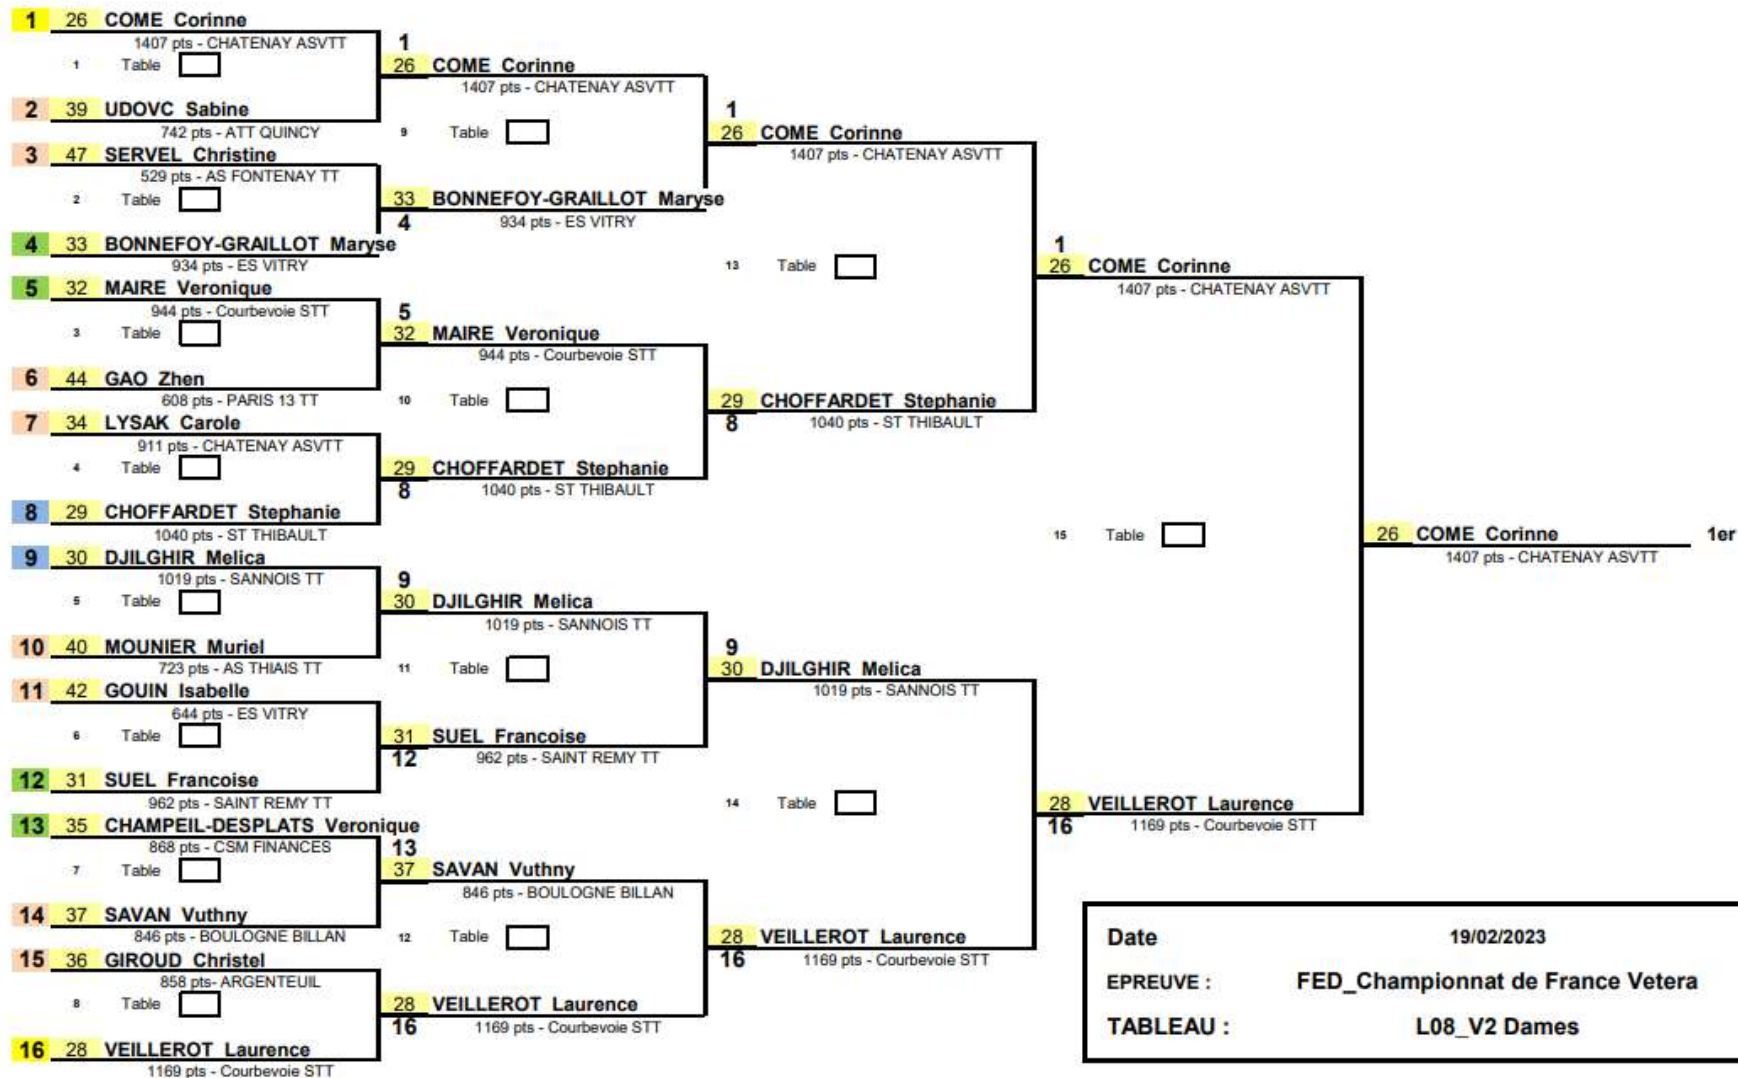 1 26 COME Corinne
1407 pts - CHATENAY ASVTT
1 Table
2 39 UDOVC Sabine
742 pts - ATT QUINCY
3 47 SERVEL Christine
529 pts - AS FONTENAY TT
2 Table
4 33 BONNEFOY-GRAILLOT Maryse
934 pts - ES VITRY
5 32 MAIRE Veronique
944 pts - Courbevoie STT
3 Table
6 44 GAO Zhen
608 pts - PARIS 13 TT
7 34 LYSAK Carole
911 pts - CHATENAY ASVTT
4 Table
8 29 CHOFFARDET Stephanie
1040 pts - ST THIBAULT
9 30 DJILGHIR Melica
1019 pts - SANNOIS TT
5 Table
10 40 MOUNIER Muriel
723 pts - AS THIAIS TT
11 42 GOUIN Isabelle
644 pts - ES VITRY
6 Table
12 31 SUEL Francoise
962 pts - SAINT REMY TT
13 35 CHAMPEIL-DESPLATS Veronique
868 pts - CSM FINANCES
7 Table
14 37 SAVAN Vuthny
846 pts - BOULOGNE BILLAN
15 36 GIROUD Christel
858 pts- ARGENTEUIL
8 Table
16 28 VEILLEROT Laurence
1169 pts - Courbevoie STT
1
26 COME Corinne
1407 pts - CHATENAY ASVTT
9 Table
33 BONNEFOY-GRAILLOT Maryse
4 934 pts - ES VITRY
5
32 MAIRE Veronique
944 pts - Courbevoie STT
10 Table
29 CHOFFARDET Stephanie
8 1040 pts - ST THIBAULT
9
30 DJILGHIR Melica
1019 pts - SANNOIS TT
11 Table
31 SUEL Francoise
12 962 pts - SAINT REMY TT
13
37 SAVAN Vuthny
846 pts - BOULOGNE BILLAN
12 Table
28 VEILLEROT Laurence
16 1169 pts - Courbevoie STT
1
26 COME Corinne
1407 pts - CHATENAY ASVTT
13 Table
29 CHOFFARDET Stephanie
8 1040 pts - ST THIBAULT
9
30 DJILGHIR Melica
1019 pts - SANNOIS TT
14 Table
28 VEILLEROT Laurence
16 1169 pts - Courbevoie STT
1
26 COME Corinne
1407 pts - CHATENAY ASVTT
15 Table
28 VEILLEROT Laurence
16 1169 pts - Courbevoie STT
26 COME Corinne 1er
1407 pts - CHATENAY ASVTT
Date 19/02/2023
EPREUVE : FED_Championnat de France Vetera
TABLEAU : L08_V2 Dames